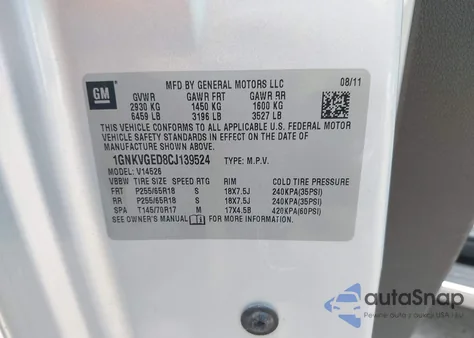 GM
MFD BY GENERAL MOTORS LLC
08/11
GVWR GAWR FRT GAWR RR
2930 KG 1450 KG 1600 KG
6459 LB 3196 LB 3527 LB
THIS VEHICLE CONFORMS TO ALL APPLICABLE U.S. FEDERAL MOTOR
VEHICLE SAFETY STANDARDS IN EFFECT ON THE DATE OF
MANUFACTURE SHOWN ABOVE.
1GNKVGED8CJ139524 TYPE: M.P.V.
MODEL: V14526
VBBW TIRE SIZE SPEED RTG RIM COLD TIRE PRESSURE
FRT P255/65R18 S 18X7.5J 240KPA(35PSI)
RR P255/65R18 S 18X7.5J 240KPA(35PSI)
SPA T145/70R17 M 17X4.5B 420KPA(60PSI)
SEE OWNER'S MANUAL FOR MORE INFORMATION.
autoSnap
Pewne auto z USA i już